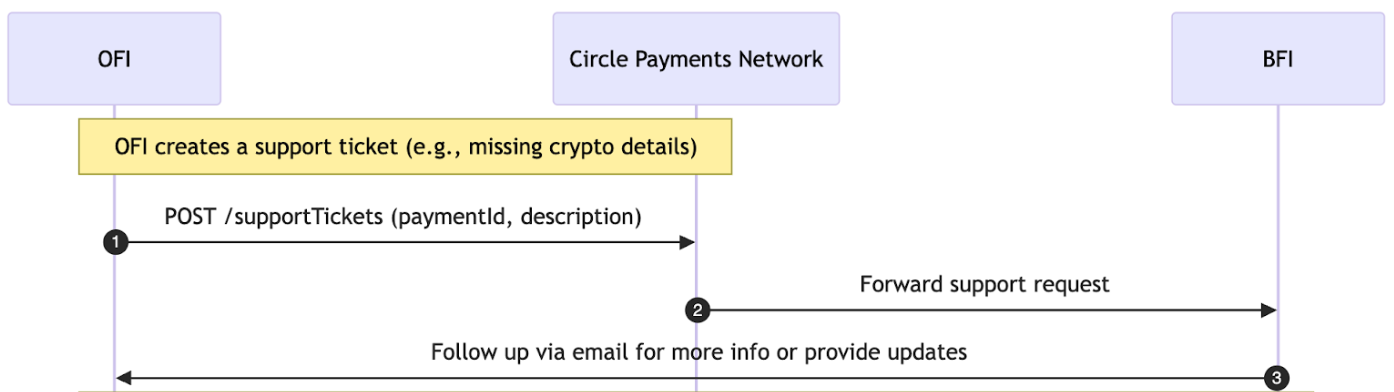 OFI
Circle Payments Network
BFI
OFI creates a support ticket (e.g., missing crypto details)
POST /supportTickets (paymentId, description)
1
Forward support request
2
Follow up via email for more info or provide updates
3